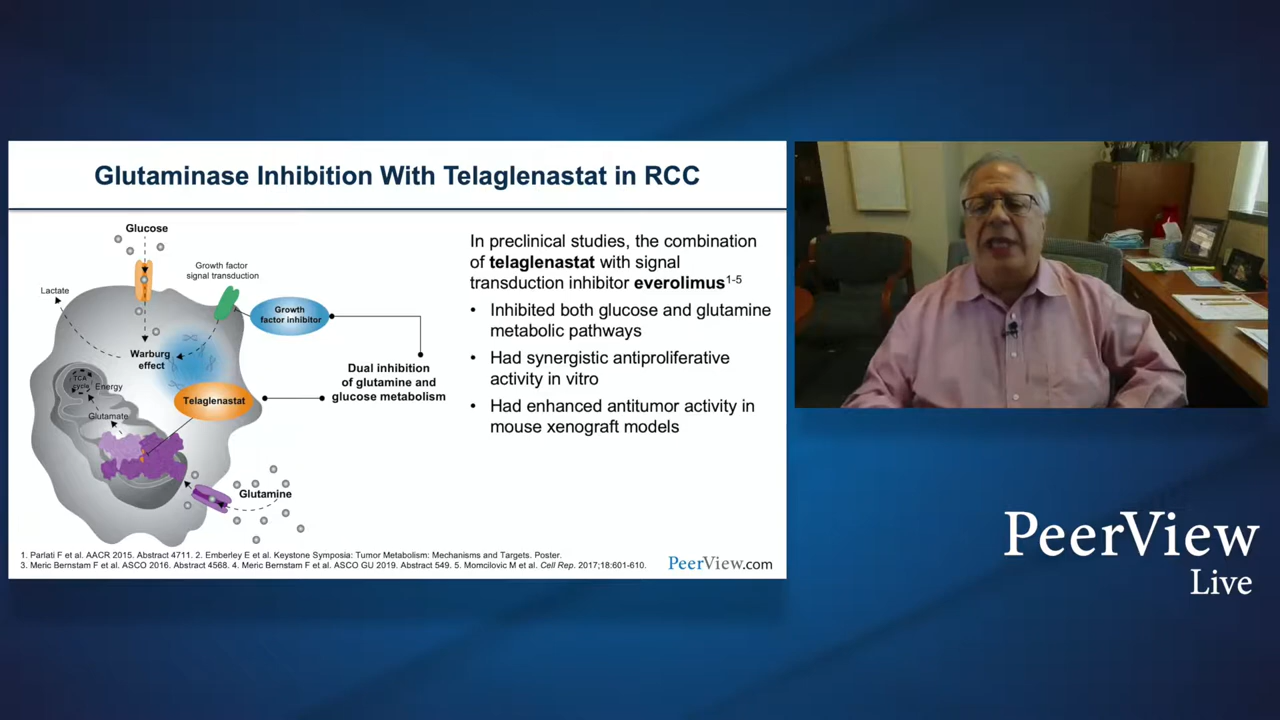 Glutaminase Inhibition With Telaglenastat in RCC
Glucose
Growth factor
signal transduction
Lactate
Growth
factor inhibitor
Warburg
effect
Dual inhibition
of glutamine and
glucose metabolism
TCA
cycle
Energy
Telaglenastat
Glutamate
Glutamine
In preclinical studies, the combination
of telaglenastat with signal
transduction inhibitor everolimus1-5
• Inhibited both glucose and glutamine
metabolic pathways
• Had synergistic antiproliferative
activity in vitro
• Had enhanced antitumor activity in
mouse xenograft models
1. Parlati F et al. AACR 2015. Abstract 4711. 2. Emberley E et al. Keystone Symposia: Tumor Metabolism: Mechanisms and Targets. Poster.
3. Meric Bernstam F et al. ASCO 2016. Abstract 4568. 4. Meric Bernstam F et al. ASCO GU 2019. Abstract 549. 5. Momcilovic M et al. Cell Rep. 2017;18:601-610.
PeerView.com
PeerView
Live